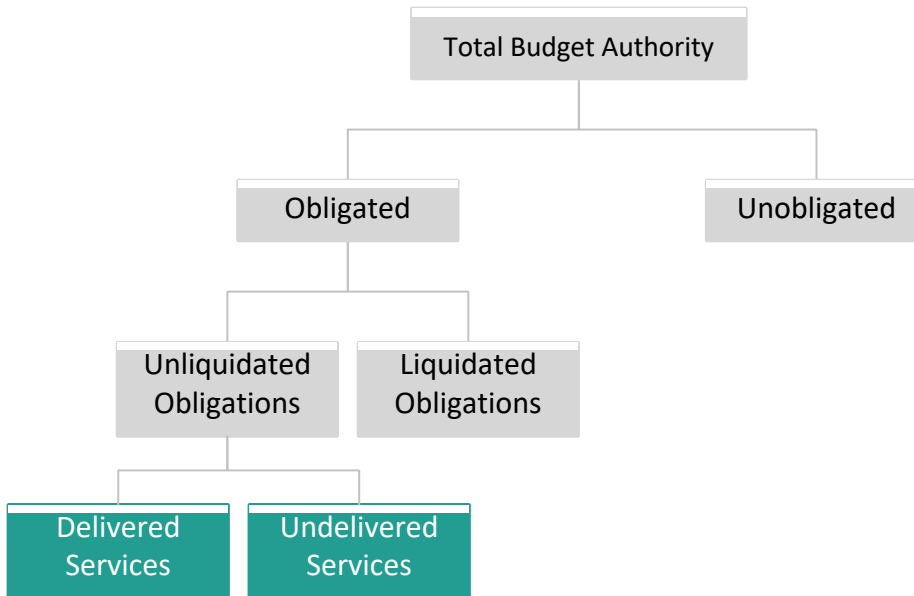 Total Budget Authority
Obligated
Unobligated
Unliquidated
Obligations
Liquidated
Obligations
Delivered
Services
Undelivered
Services